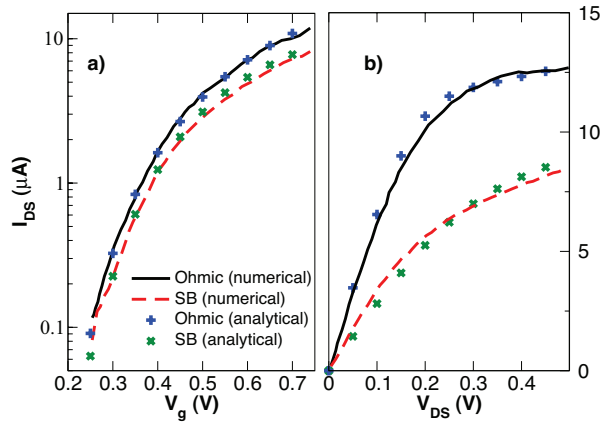 a)
b)
I_DS (μA)
10
1
0.1
Ohmic (numerical)
SB (numerical)
Ohmic (analytical)
SB (analytical)
0.2 0.3 0.4 0.5 0.6 0.7
V_g (V)
15
10
5
0
0 0.1 0.2 0.3 0.4
V_DS (V)